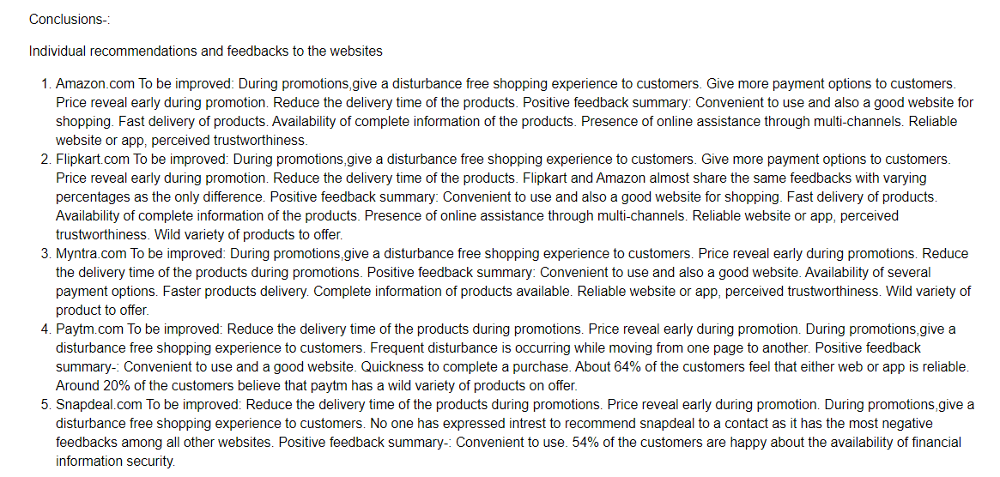 Conclusions-:
Individual recommendations and feedbacks to the websites
1. Amazon.com To be improved: During promotions,give a disturbance free shopping experience to customers. Give more payment options to customers.
Price reveal early during promotion. Reduce the delivery time of the products. Positive feedback summary: Convenient to use and also a good website for
shopping. Fast delivery of products. Availability of complete information of the products. Presence of online assistance through multi-channels. Reliable
website or app, perceived trustworthiness.
2. Flipkart.com To be improved: During promotions,give a disturbance free shopping experience to customers. Give more payment options to customers.
Price reveal early during promotion. Reduce the delivery time of the products. Flipkart and Amazon almost share the same feedbacks with varying
percentages as the only difference. Positive feedback summary: Convenient to use and also a good website for shopping. Fast delivery of products.
Availability of complete information of the products. Presence of online assistance through multi-channels. Reliable website or app, perceived
trustworthiness. Wild variety of products to offer.
3. Myntra.com To be improved: During promotions,give a disturbance free shopping experience to customers. Price reveal early during promotions. Reduce
the delivery time of the products during promotions. Positive feedback summary: Convenient to use and also a good website. Availability of several
payment options. Faster products delivery. Complete information of products available. Reliable website or app, perceived trustworthiness. Wild variety of
product to offer.
4. Paytm.com To be improved: Reduce the delivery time of the products during promotions. Price reveal early during promotion. During promotions,give a
disturbance free shopping experience to customers. Frequent disturbance is occurring while moving from one page to another. Positive feedback
summary-: Convenient to use and a good website. Quickness to complete a purchase. About 64% of the customers feel that either web or app is reliable.
Around 20% of the customers believe that paytm has a wild variety of products on offer.
5. Snapdeal.com To be improved: Reduce the delivery time of the products during promotions. Price reveal early during promotion. During promotions,give a
disturbance free shopping experience to customers. No one has expressed intrest to recommend snapdeal to a contact as it has the most negative
feedbacks among all other websites. Positive feedback summary-: Convenient to use. 54% of the customers are happy about the availability of financial
information security.